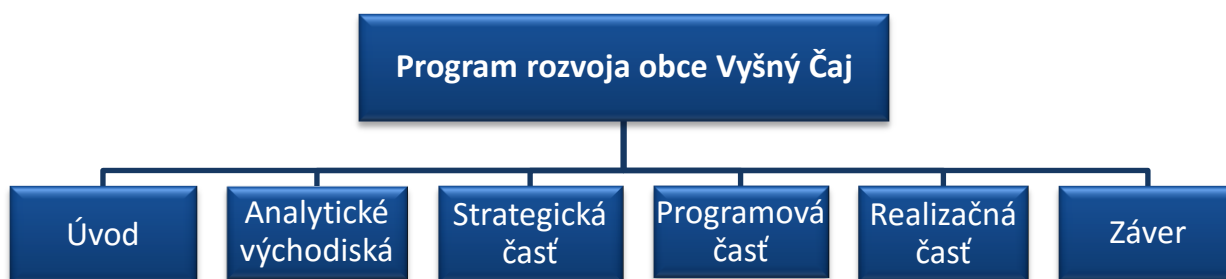 Program rozvoja obce Vyšný Čaj
Úvod
Analytické
východiská
Strategická
časť
Programová
časť
Realizačná
časť
Záver